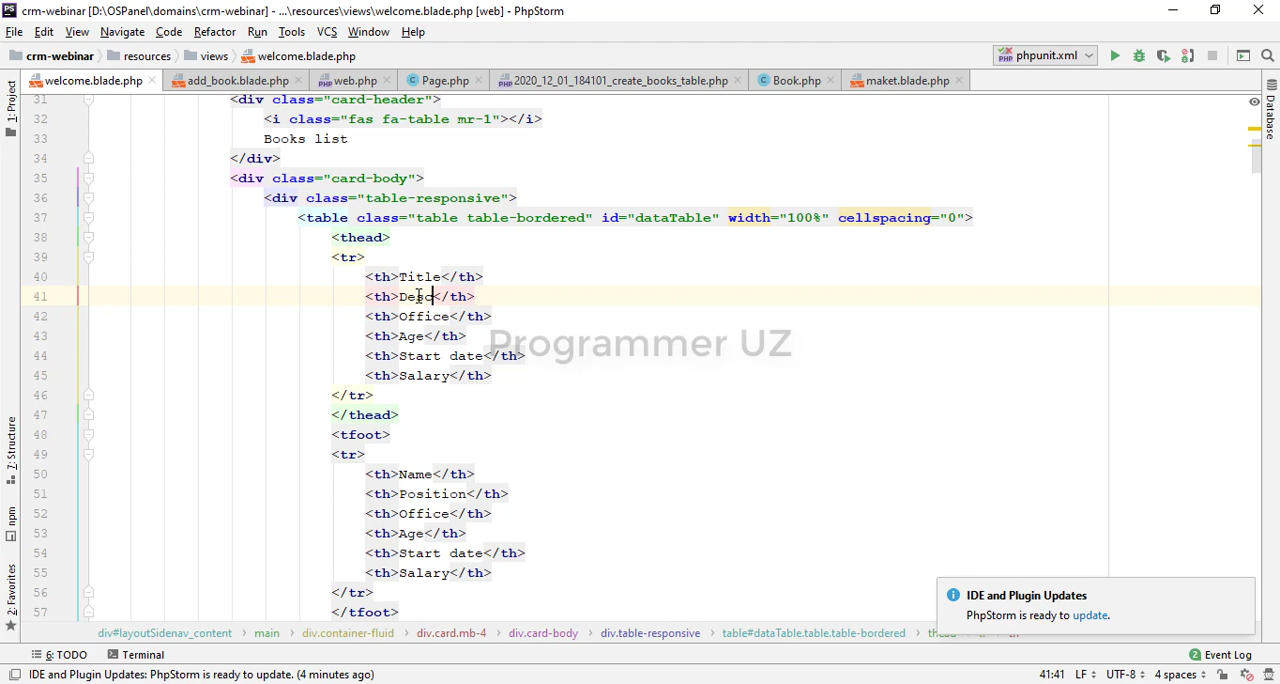 crm-webinar [D:\OSPanel\domains\crm-webinar] - ...\resources\views\welcome.blade.php [web] - PhpStorm
File Edit View Navigate Code Refactor Run Tools VCS Window Help
crm-webinar resources views welcome.blade.php phpunit.xml
welcome.blade.php add_book.blade.php web.php Page.php 2020_12_01_184101_create_books_table.php Book.php maket.blade.php
1: Project
Database
31 <div class="card-header">
32 <i class="fas fa-table mr-1"></i>
33 Books list
34 </div>
35 <div class="card-body">
36 <div class="table-responsive">
37 <table class="table table-bordered" id="dataTable" width="100%" cellspacing="0">
38 <thead>
39 <tr>
40 <th>Title</th>
41 <th>Desc</th>
42 <th>Office</th>
43 <th>Age</th>
44 <th>Start date</th>
45 <th>Salary</th>
46 </tr>
47 </thead>
48 <tfoot>
49 <tr>
50 <th>Name</th>
51 <th>Position</th>
52 <th>Office</th>
53 <th>Age</th>
54 <th>Start date</th>
55 <th>Salary</th>
56 </tr>
57 </tfoot>
Programmer UZ
7: Structure
npm
2: Favorites
IDE and Plugin Updates
PhpStorm is ready to update.
div#layoutSidenav_content main div.container-fluid div.card.mb-4 div.card-body div.table-responsive table#dataTable.table.table-bordered thead
6: TODO Terminal 2 Event Log
IDE and Plugin Updates: PhpStorm is ready to update. (4 minutes ago) 41:41 LF UTF-8 4 spaces